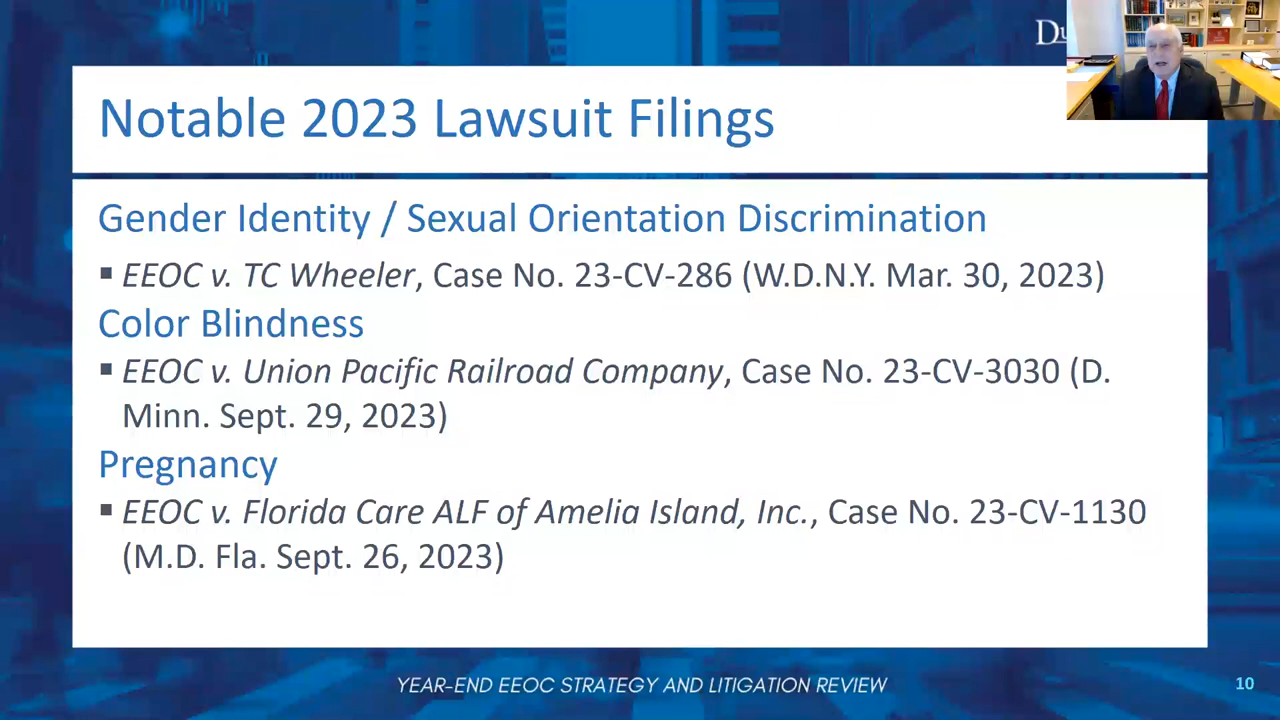 Du
Notable 2023 Lawsuit Filings
Gender Identity / Sexual Orientation Discrimination
▪ EEOC v. TC Wheeler, Case No. 23-CV-286 (W.D.N.Y. Mar. 30, 2023)
Color Blindness
▪ EEOC v. Union Pacific Railroad Company, Case No. 23-CV-3030 (D.
Minn. Sept. 29, 2023)
Pregnancy
▪ EEOC v. Florida Care ALF of Amelia Island, Inc., Case No. 23-CV-1130
(M.D. Fla. Sept. 26, 2023)
YEAR-END EEOC STRATEGY AND LITIGATION REVIEW
10